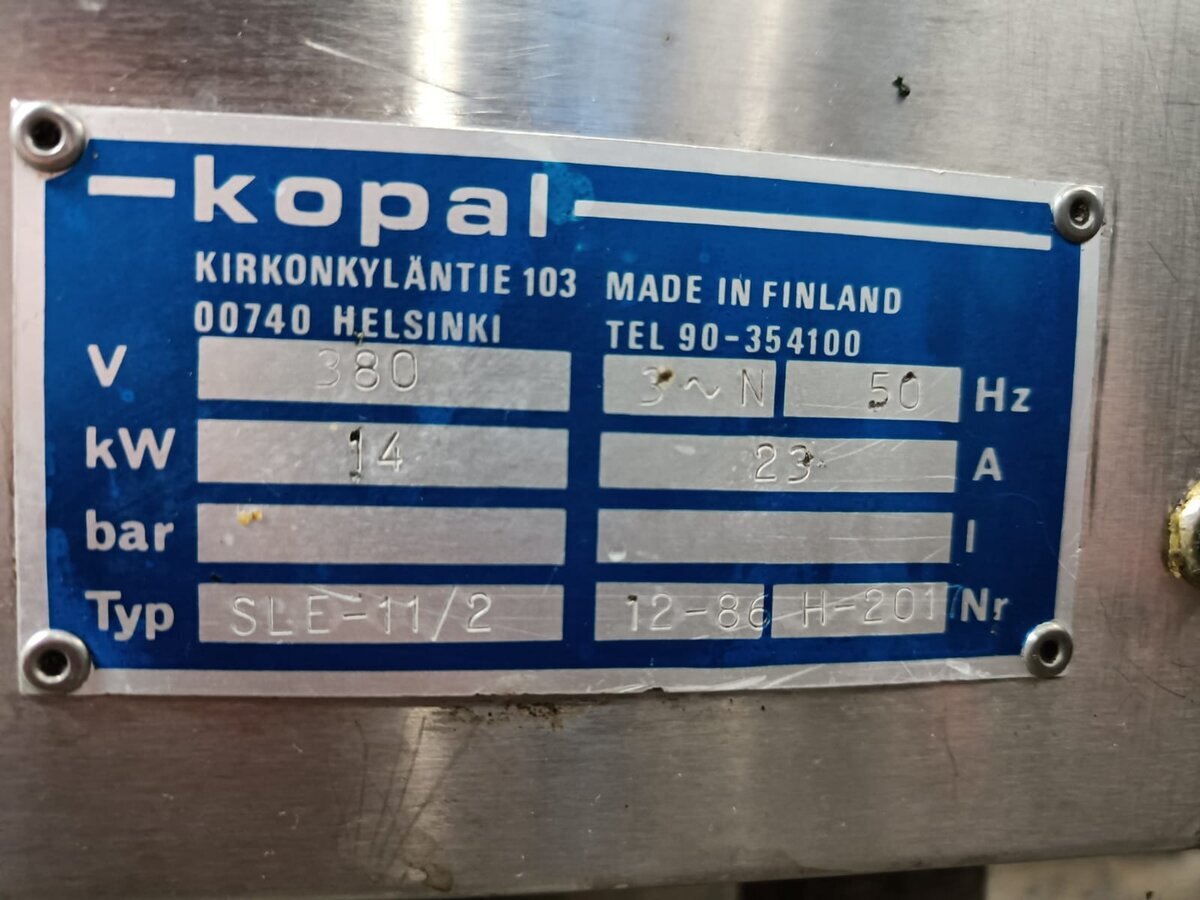 kopal
KIRKONKYLÄNTIE 103 MADE IN FINLAND
00740 HELSINKI TEL 90-354100
V 380 3~N 50 Hz
kW 14 23 A
bar l
Typ SLE-11/2 12-86 H-201 Nr